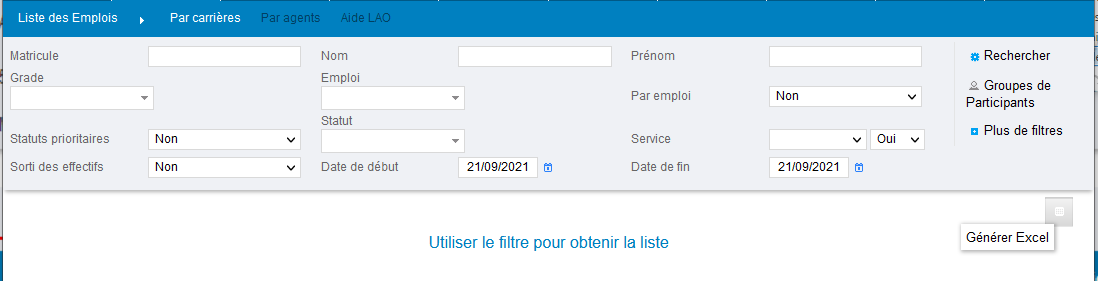 Liste des Emplois Par carrières Par agents Aide LAO
Matricule Nom Prénom Rechercher
Grade Emploi
Par emploi Non Groupes de Participants
Statut
Statuts prioritaires Non Service Oui Plus de filtres
Sorti des effectifs Non Date de début 21/09/2021 Date de fin 21/09/2021
Utiliser le filtre pour obtenir la liste
Générer Excel